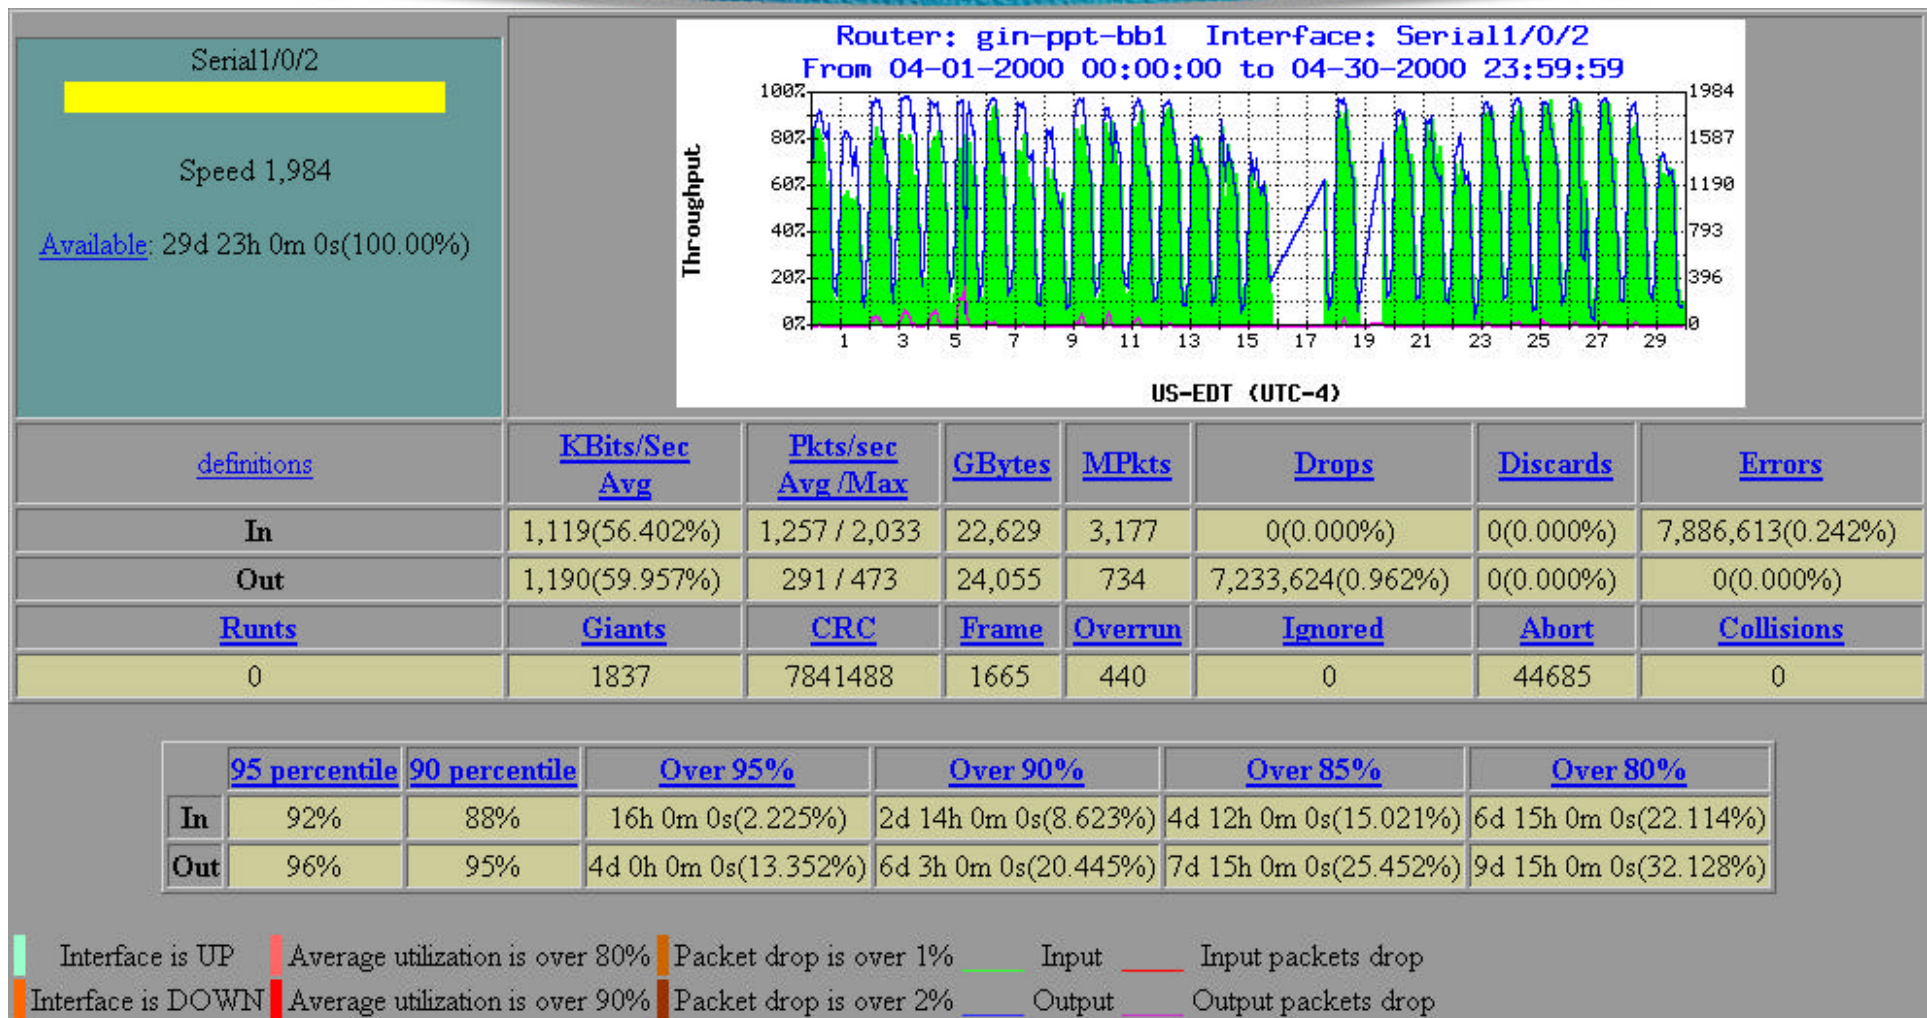 Serial1/0/2
Speed 1,984
Available: 29d 23h 0m 0s(100.00%)
Router: gin-ppt-bb1 Interface: Serial1/0/2
From 04-01-2000 00:00:00 to 04-30-2000 23:59:59
100% 1984
80% 1587
60% 1190
40% 793
20% 396
0% 0
Throughput
1 3 5 7 9 11 13 15 17 19 21 23 25 27 29
US-EDT (UTC-4)
definitions KBits/Sec Avg Pkts/sec Avg /Max GBytes MPkts Drops Discards Errors
In 1,119(56.402%) 1,257 / 2,033 22,629 3,177 0(0.000%) 0(0.000%) 7,886,613(0.242%)
Out 1,190(59.957%) 291 / 473 24,055 734 7,233,624(0.962%) 0(0.000%) 0(0.000%)
Runts Giants CRC Frame Overrun Ignored Abort Collisions
0 1837 7841488 1665 440 0 44685 0
95 percentile 90 percentile Over 95% Over 90% Over 85% Over 80%
In 92% 88% 16h 0m 0s(2.225%) 2d 14h 0m 0s(8.623%) 4d 12h 0m 0s(15.021%) 6d 15h 0m 0s(22.114%)
Out 96% 95% 4d 0h 0m 0s(13.352%) 6d 3h 0m 0s(20.445%) 7d 15h 0m 0s(25.452%) 9d 15h 0m 0s(32.128%)
Interface is UP Average utilization is over 80% Packet drop is over 1% Input Input packets drop
Interface is DOWN Average utilization is over 90% Packet drop is over 2% Output Output packets drop